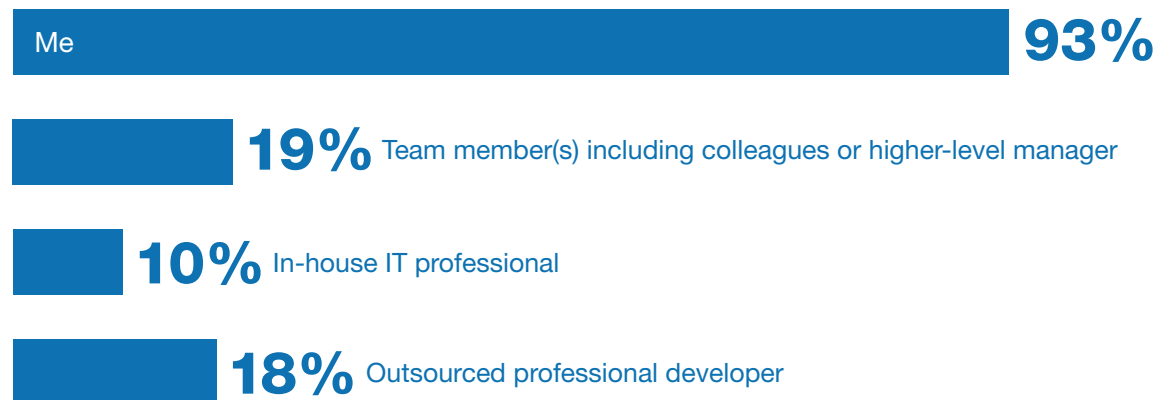 Me 93%
19% Team member(s) including colleagues or higher-level manager
10% In-house IT professional
18% Outsourced professional developer